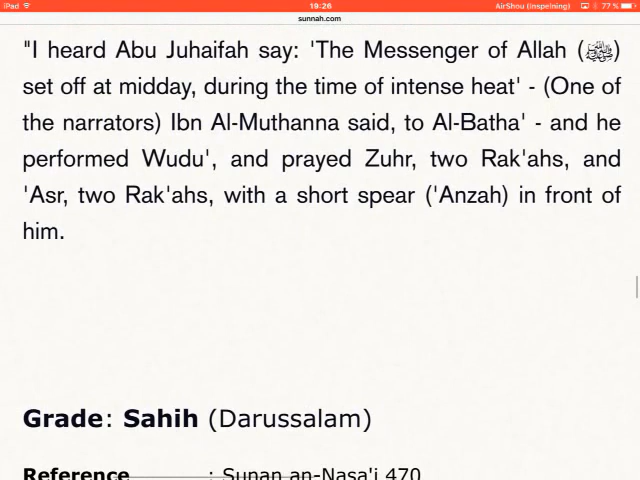 iPad 19:26 AirShou (Inspelning) 77 %
sunnah.com
"I heard Abu Juhaifah say: 'The Messenger of Allah (ﷺ)
set off at midday, during the time of intense heat' - (One of
the narrators) Ibn Al-Muthanna said, to Al-Batha' - and he
performed Wudu', and prayed Zuhr, two Rak'ahs, and
'Asr, two Rak'ahs, with a short spear ('Anzah) in front of
him.
Grade: Sahih (Darussalam)
Reference : Sunan an-Nasa'i 470